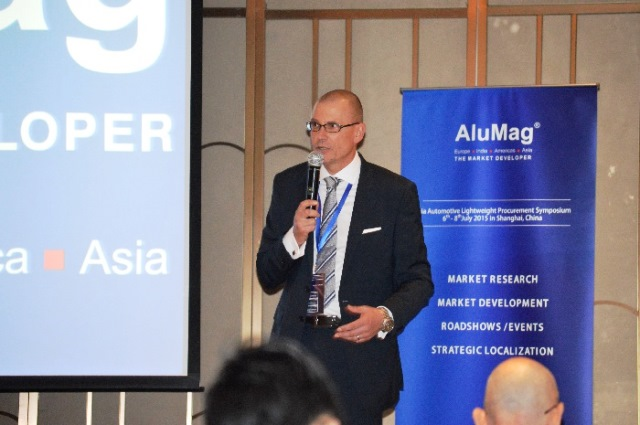 ug
LOPER
ca ▪ Asia
AluMag®
Europe ▪ India ▪ Americas ▪ Asia
THE MARKET DEVELOPER
ia Automotive Lightweight Procurement Symposium
6th - 8th July 2015 in Shanghai, China
MARKET RESEARCH
MARKET DEVELOPMENT
ROADSHOWS / EVENTS
STRATEGIC LOCALIZATION